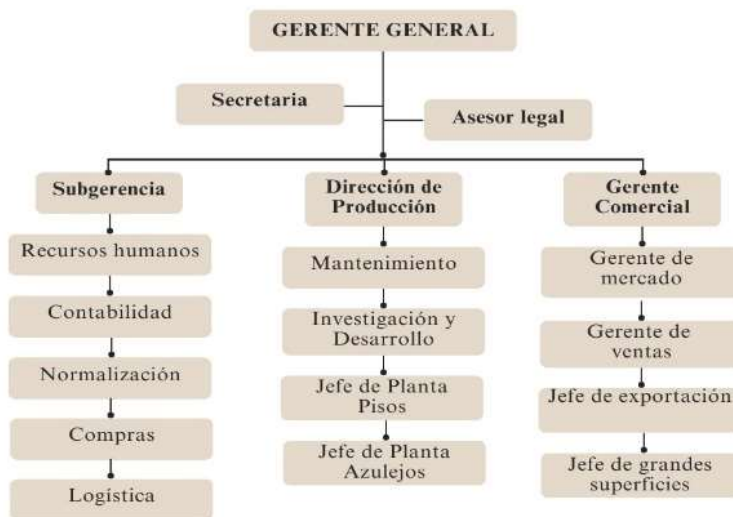 GERENTE GENERAL
Secretaria
Asesor legal
Subgerencia
Recursos humanos
Contabilidad
Normalización
Compras
Logística
Dirección de
Producción
Mantenimiento
Investigación y
Desarrollo
Jefe de Planta
Pisos
Jefe de Planta
Azulejos
Gerente
Comercial
Gerente de
mercado
Gerente de
ventas
Jefe de exportación
Jefe de grandes
superficies